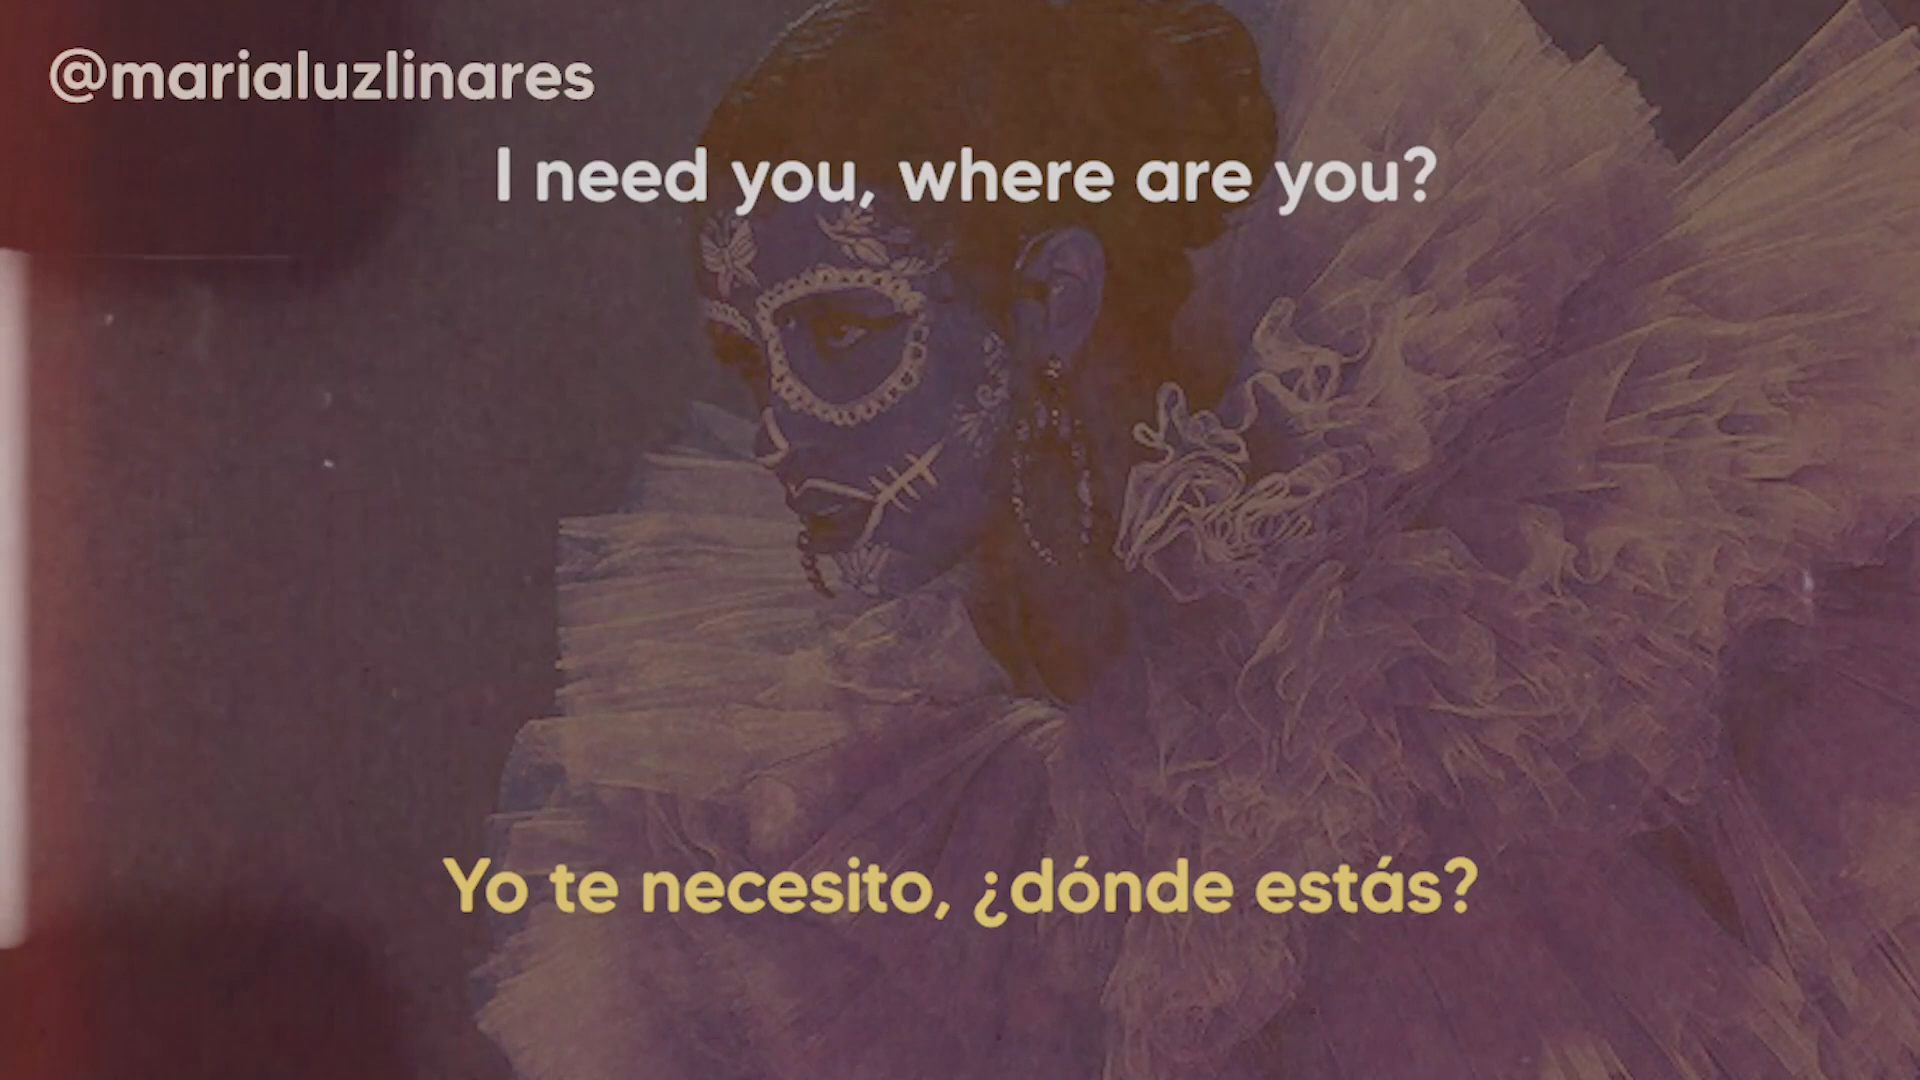 @marialuzlinares
I need you, where are you?
Yo te necesito, ¿dónde estás?